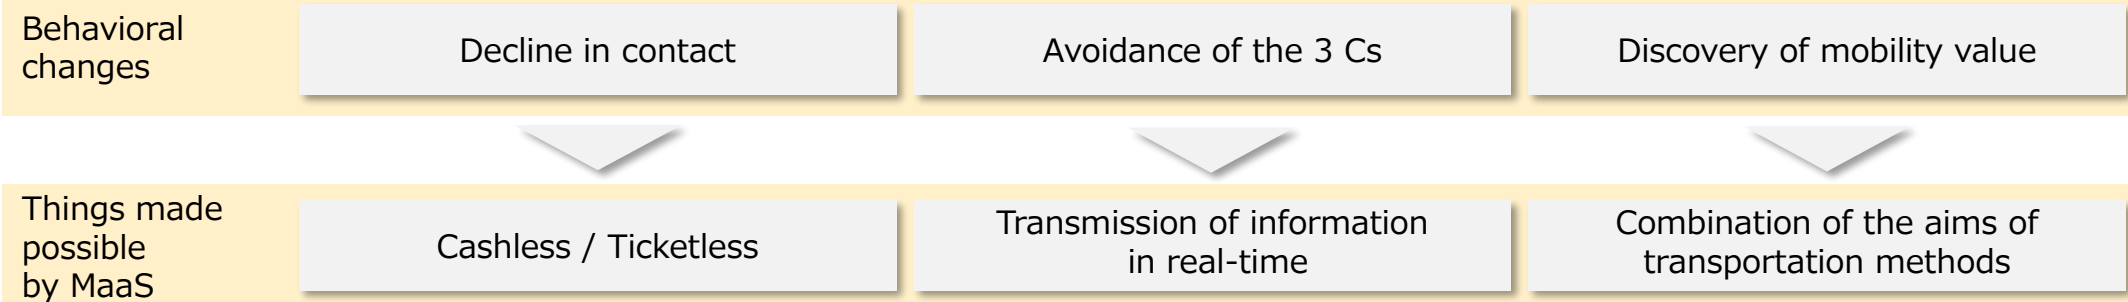 Behavioral
changes
Decline in contact
Avoidance of the 3 Cs
Discovery of mobility value
Things made
possible
by MaaS
Cashless / Ticketless
Transmission of information
in real-time
Combination of the aims of
transportation methods